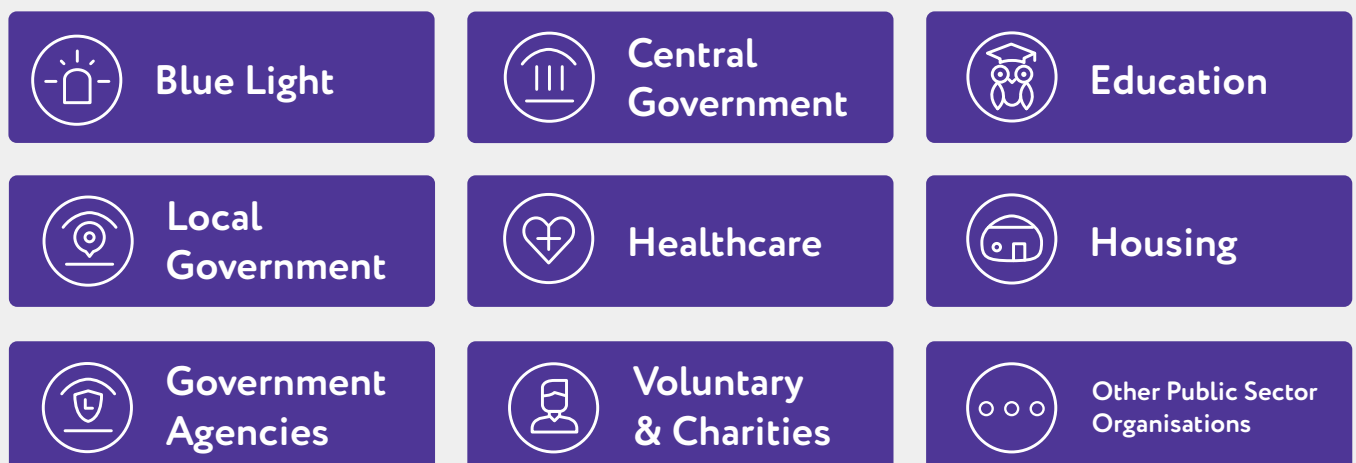 Blue Light
Central
Government
Education
Local
Government
Healthcare
Housing
Government
Agencies
Voluntary
& Charities
Other Public Sector
Organisations